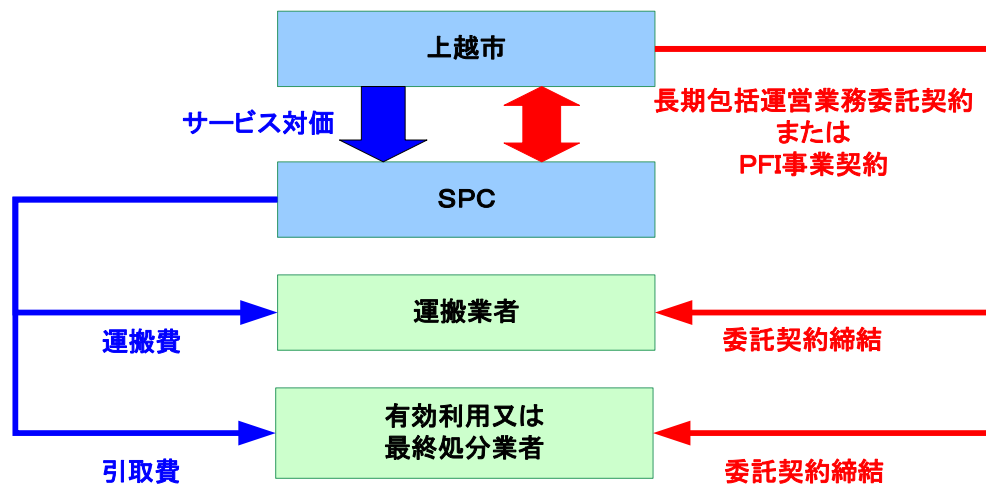 上越市
サービス対価
長期包括運営業務委託契約
または
PFI事業契約
SPC
運搬業者
運搬費
委託契約締結
有効利用又は
最終処分業者
引取費
委託契約締結